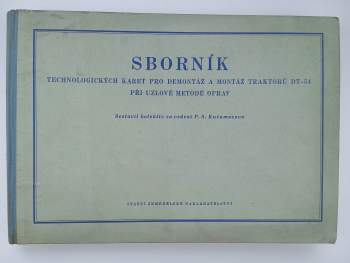 SBORNÍK
TECHNOLOGICKÝCH KARET PRO DEMONTÁŽ A MONTÁŽ TRAKTORŮ DT-54
PŘI UZLOVÉ METODĚ OPRAV
Sestavil kolektiv za vedení P. S.
STÁTNÍ ZEMĚDĚLSKÉ NAKLADATELSTVÍ